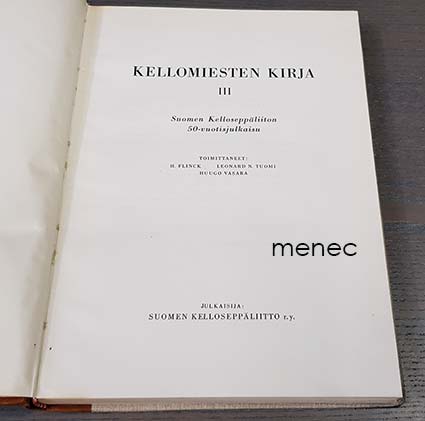 KELLOMIESTEN KIRJA
III
Suomen Kelloseppäliiton
50-vuotisjulkaisu
TOIMITTANEET:
H. FLINCK LEONARD N. TUOMI
HUUGO VASARA
menec
JULKAISIJA:
SUOMEN KELLOSEPPÄLIITTO r.y.